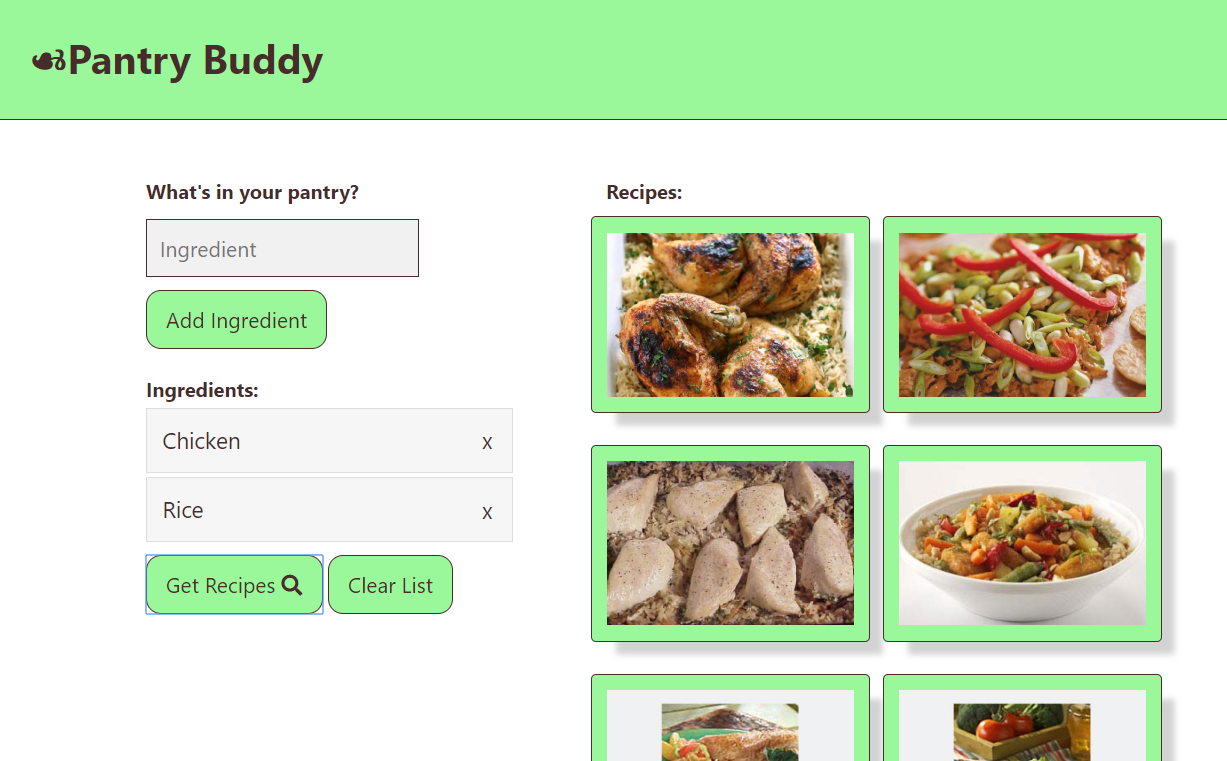 ☙Pantry Buddy
What's in your pantry?
Ingredient
Add Ingredient
Ingredients:
Chicken x
Rice x
Get Recipes
Clear List
Recipes: